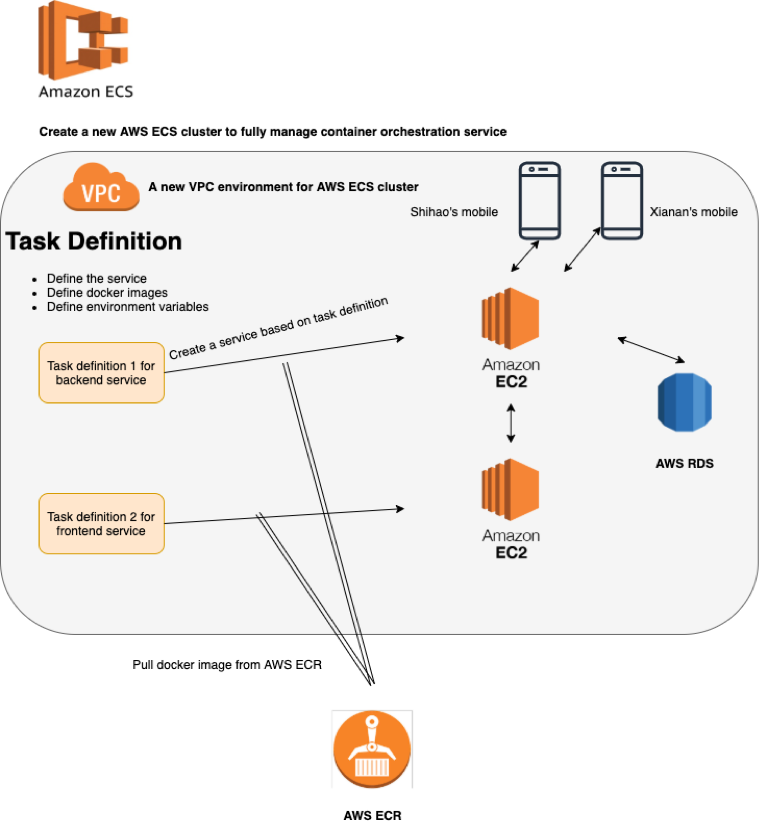 Amazon ECS
Create a new AWS ECS cluster to fully manage container orchestration service
VPC
A new VPC environment for AWS ECS cluster
Shihao's mobile
Xianan's mobile
Task Definition
Define the service
Define docker images
Define environment variables
Create a service based on task definition
Task definition 1 for
backend service
Amazon
EC2
AWS RDS
Task definition 2 for
frontend service
Amazon
EC2
Pull docker image from AWS ECR
AWS ECR